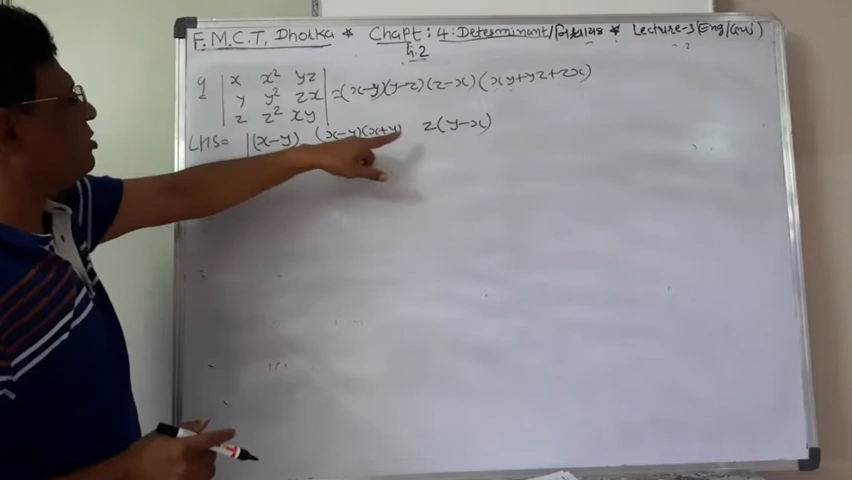 F.M.C.T, Dholka * Chapt: 4. Determinant/ * Lecture-3 (Eng/Guj)
4.2
9 | x x² yz | =(x-y)(y-z)(z-x)(xy+yz+zx)
y y² zx
z z² xy
LHS= |(x-y) (x-y)(x+y) z(y-x)